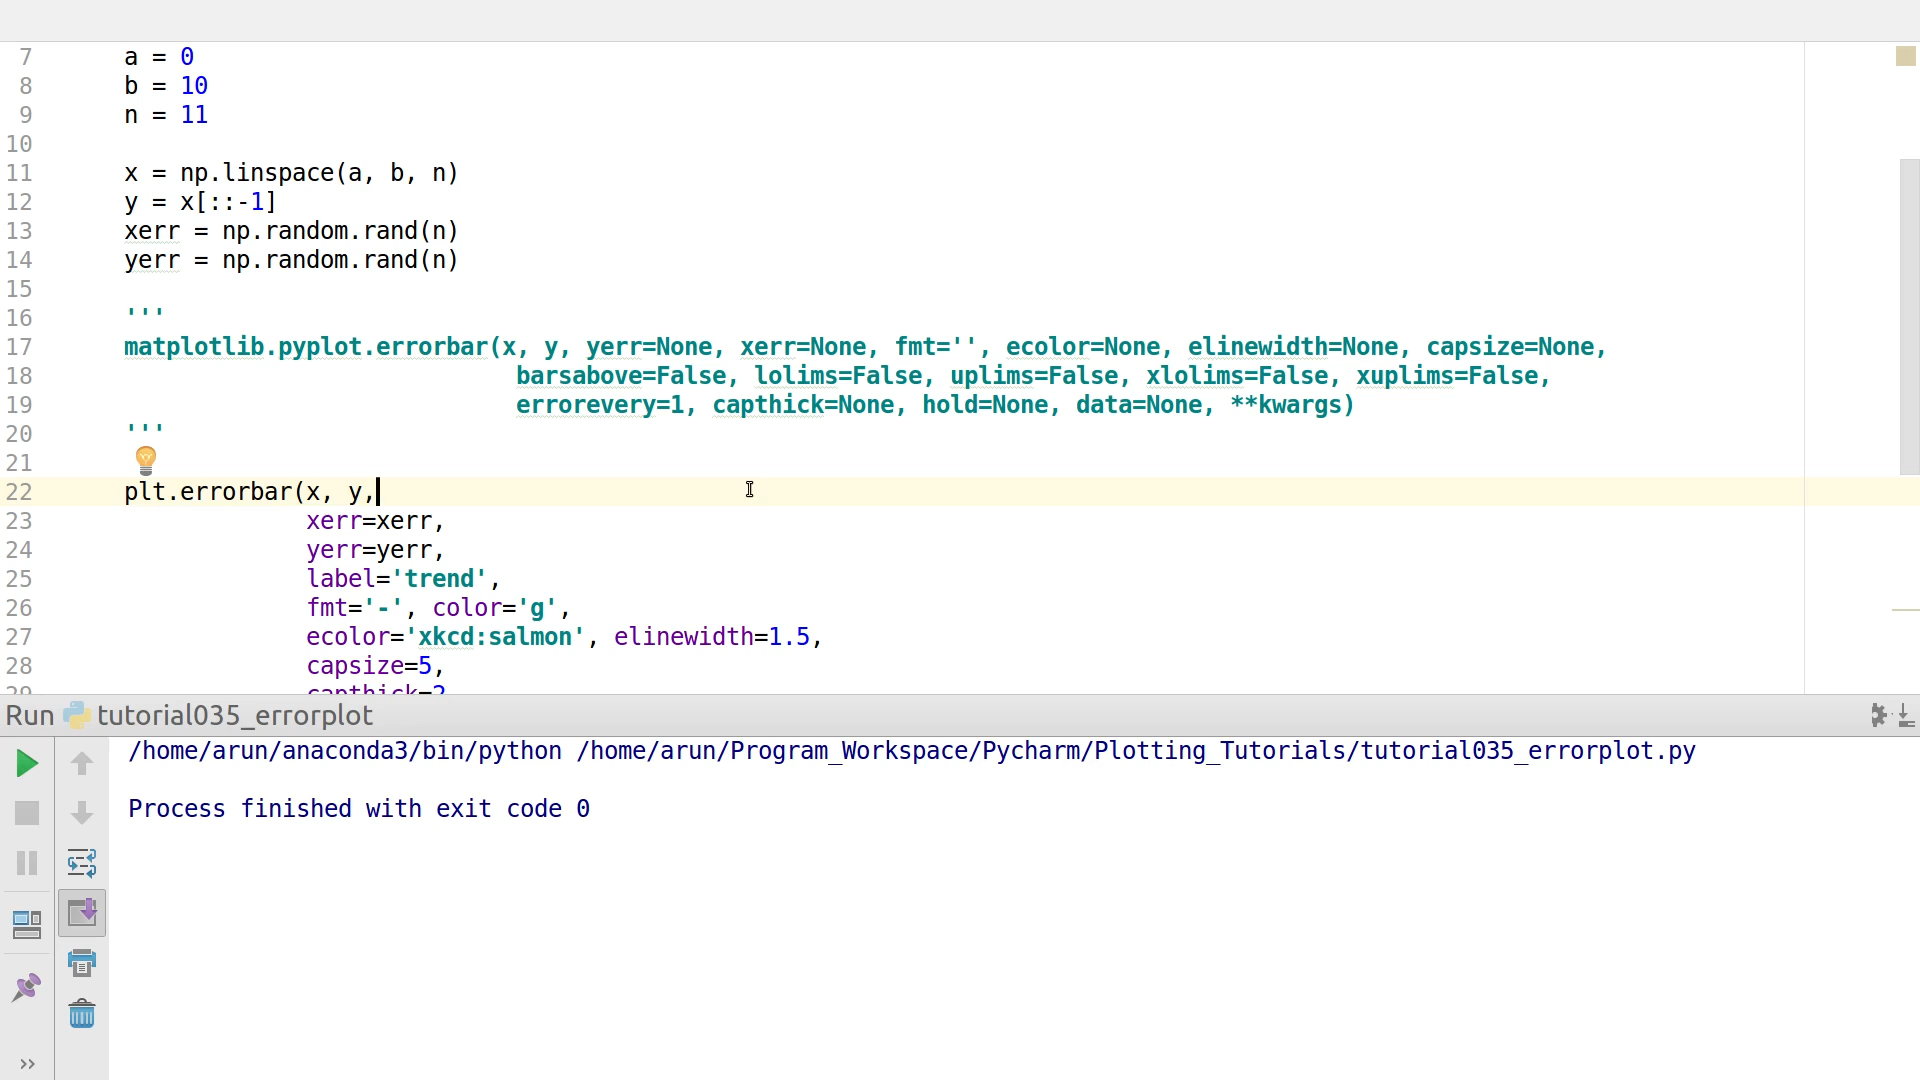 7 a = 0
8 b = 10
9 n = 11
10
11 x = np.linspace(a, b, n)
12 y = x[::-1]
13 xerr = np.random.rand(n)
14 yerr = np.random.rand(n)
15
16 '''
17 matplotlib.pyplot.errorbar(x, y, yerr=None, xerr=None, fmt='', ecolor=None, elinewidth=None, capsize=None,
18 barsabove=False, lolims=False, uplims=False, xlolims=False, xuplims=False,
19 errorevery=1, capthick=None, hold=None, data=None, **kwargs)
20 '''
21
22 plt.errorbar(x, y,
23 xerr=xerr,
24 yerr=yerr,
25 label='trend',
26 fmt='-', color='g',
27 ecolor='xkcd:salmon', elinewidth=1.5,
28 capsize=5,
29 capthick=2
Run tutorial035_errorplot
/home/arun/anaconda3/bin/python /home/arun/Program_Workspace/Pycharm/Plotting_Tutorials/tutorial035_errorplot.py
Process finished with exit code 0